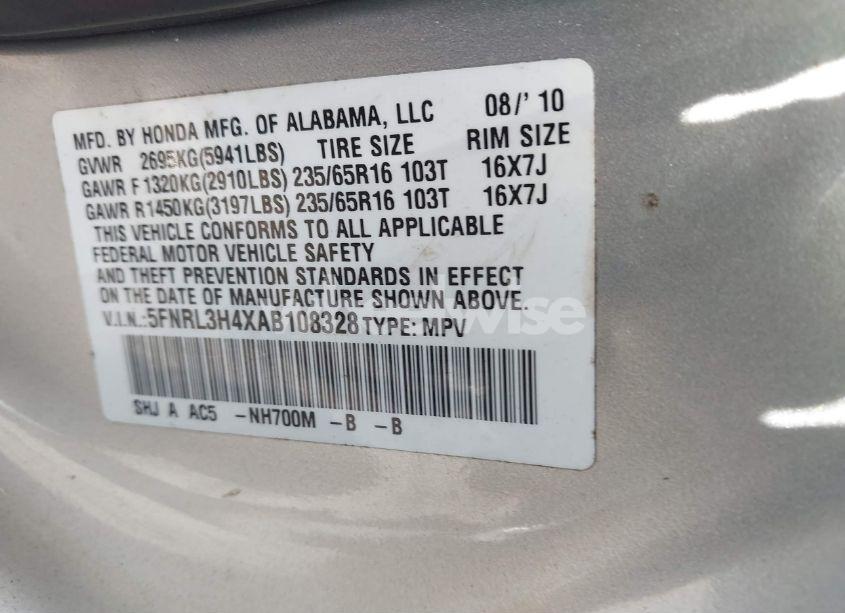 MFD. BY HONDA MFG. OF ALABAMA, LLC 08/'10
GVWR 2695KG(5941LBS) TIRE SIZE RIM SIZE
GAWR F1320KG(2910LBS) 235/65R16 103T 16X7J
GAWR R1450KG(3197LBS) 235/65R16 103T 16X7J
THIS VEHICLE CONFORMS TO ALL APPLICABLE
FEDERAL MOTOR VEHICLE SAFETY
AND THEFT PREVENTION STANDARDS IN EFFECT
ON THE DATE OF MANUFACTURE SHOWN ABOVE.
V.I.N.:5FNRL3H4XAB108328 TYPE: MPV
SHJ A AC5 -NH700M -B -B